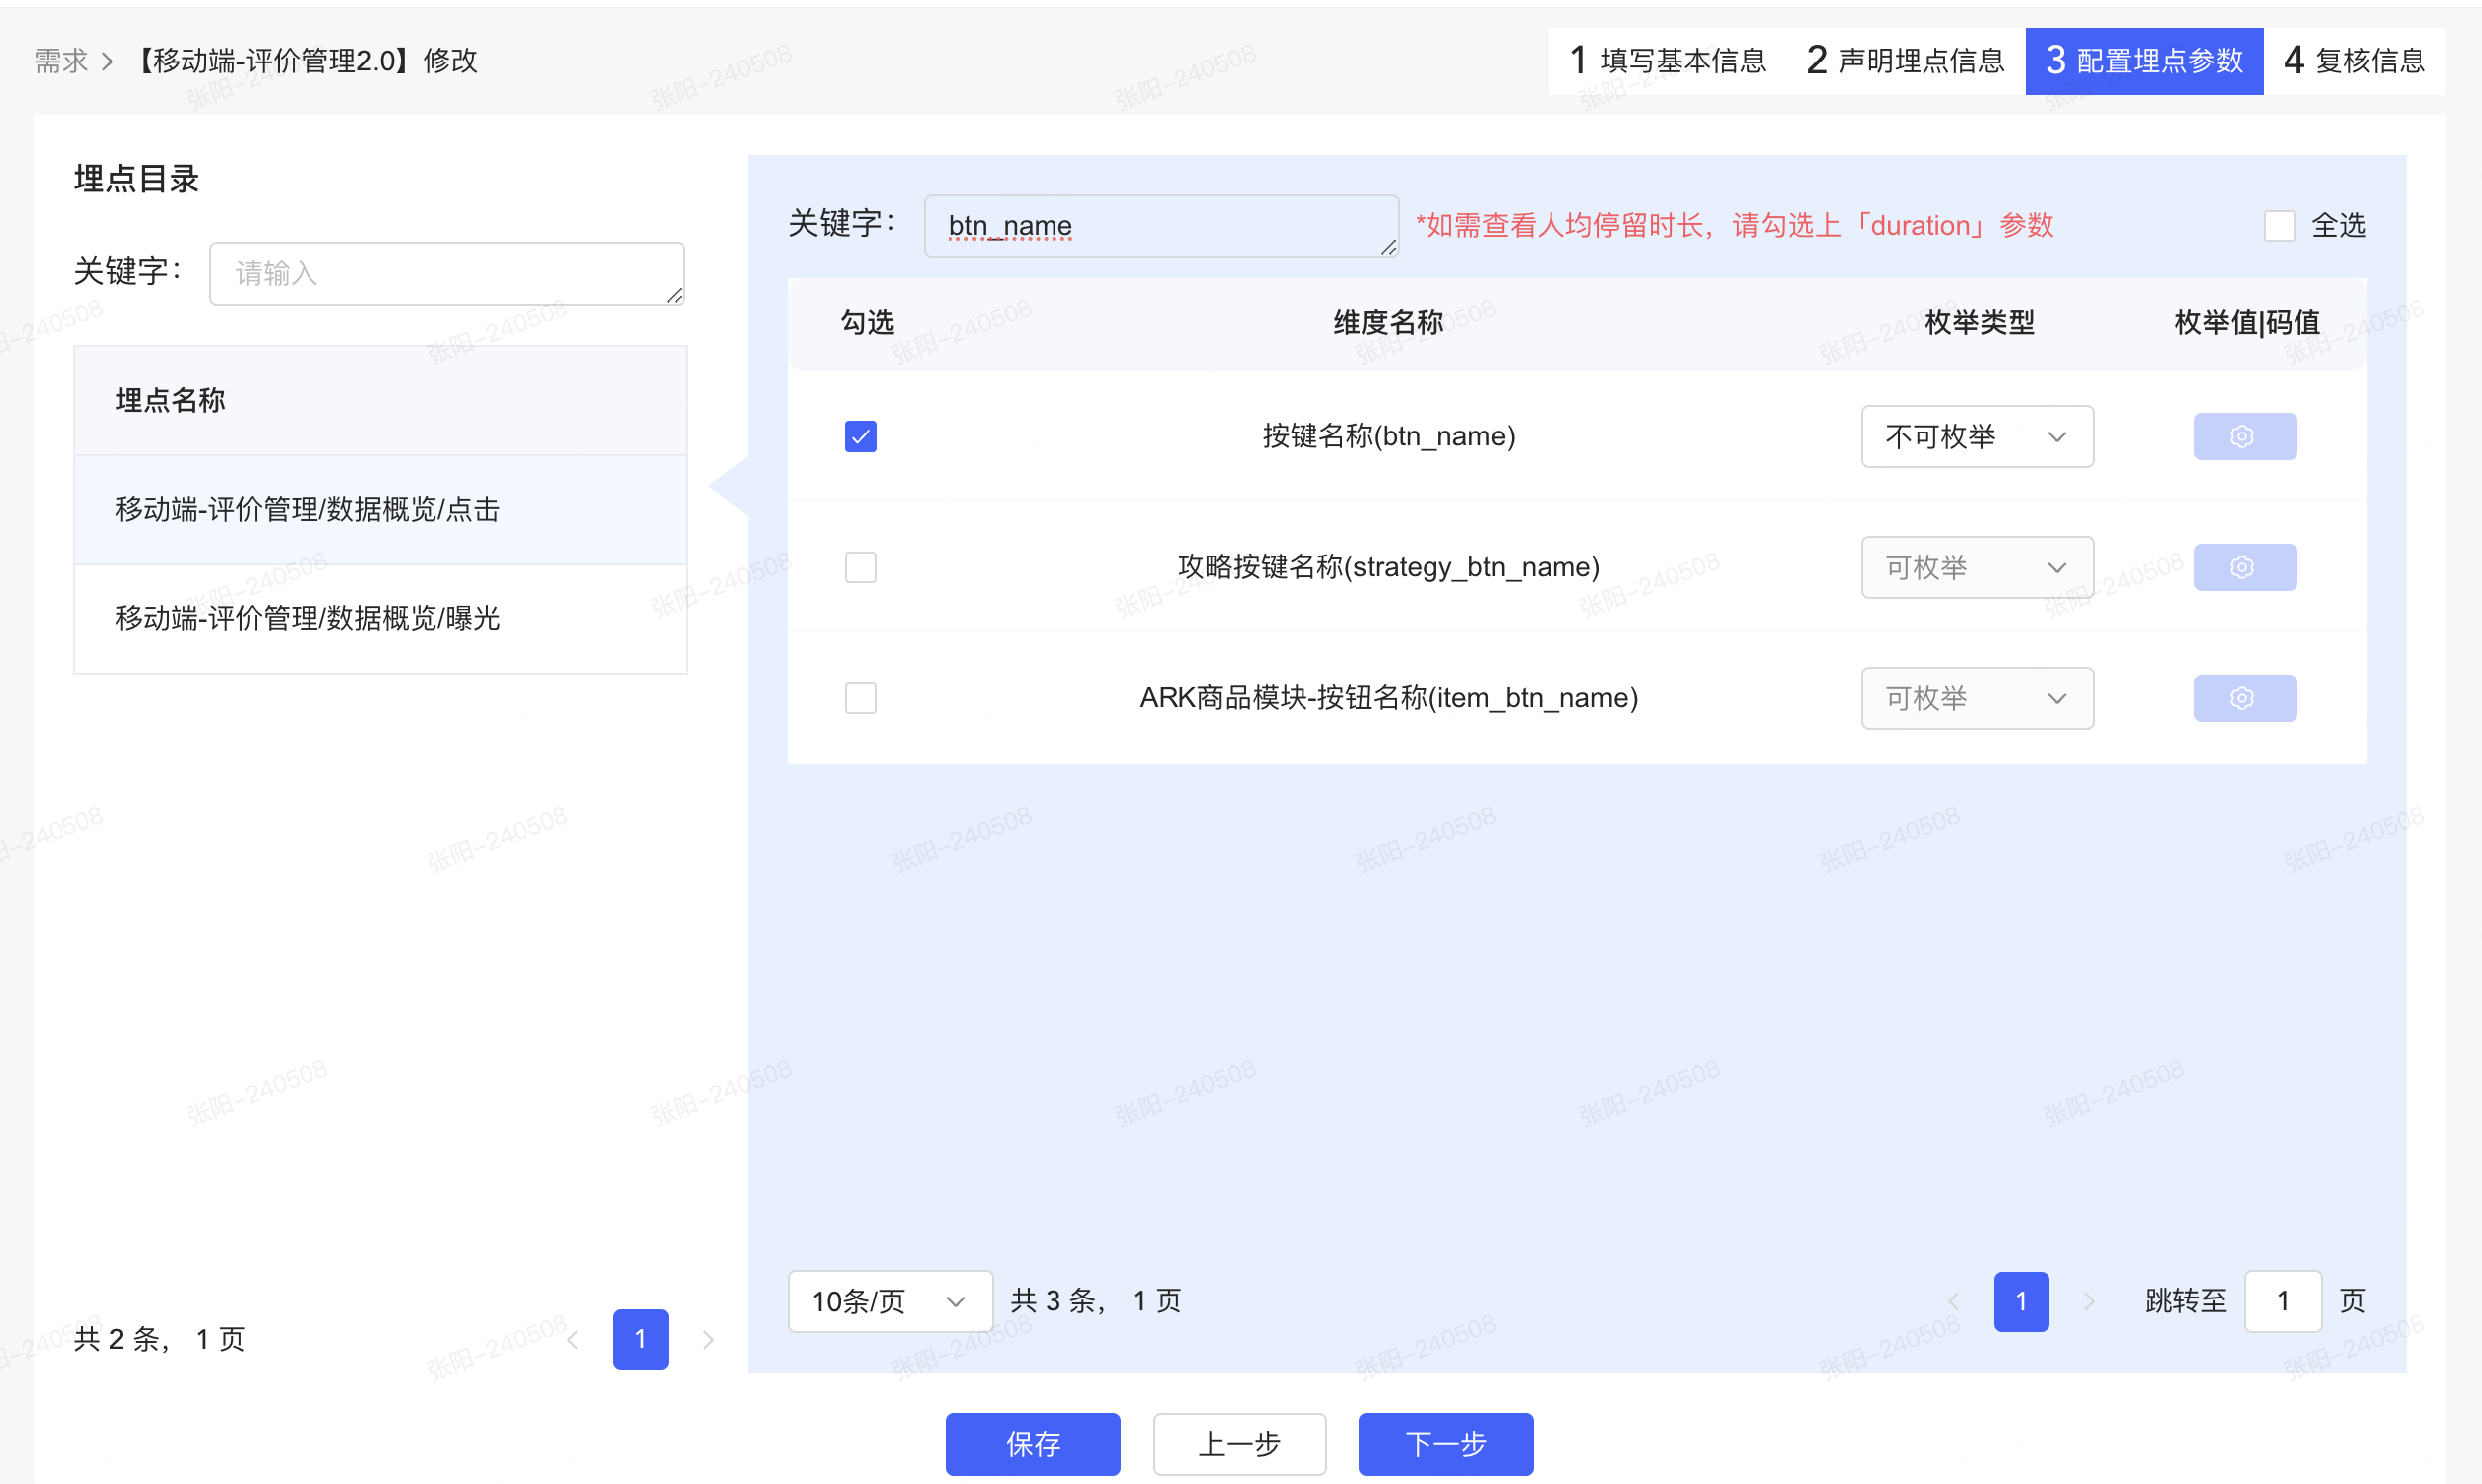 需求 > 【移动端-评价管理2.0】修改
1 填写基本信息 2 声明埋点信息 3 配置埋点参数 4 复核信息
埋点目录
关键字： 请输入
埋点名称
移动端-评价管理/数据概览/点击
移动端-评价管理/数据概览/曝光
共 2 条， 1 页
1
关键字： btn_name *如需查看人均停留时长，请勾选上「duration」参数 全选
勾选 维度名称 枚举类型 枚举值|码值
按键名称(btn_name) 不可枚举
攻略按键名称(strategy_btn_name) 可枚举
ARK商品模块-按钮名称(item_btn_name) 可枚举
10条/页 共 3 条， 1 页 1 跳转至 1 页
保存 上一步 下一步
张阳-240508